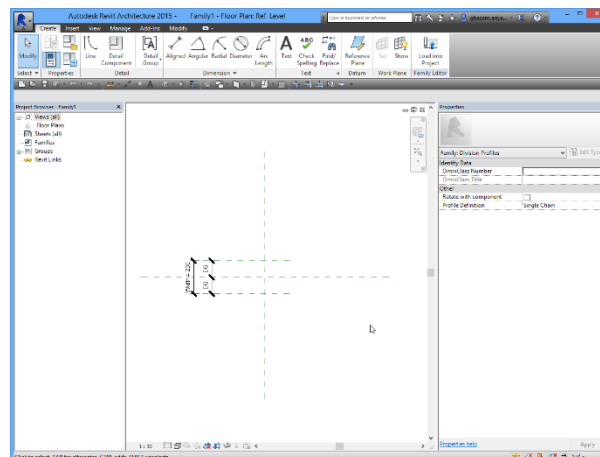 Autodesk Revit Architecture 2015 - Family1 - Floor Plan: Ref. Level
Type a keyword or phrase
Create Insert View Manage Add-Ins Modify
Modify
Line
Detail Component
Detail Group
Aligned Angular Radial Diameter Arc Length
Text
Check Spelling
Find/ Replace
Reference Plane
Set Show
Load into Project
Select Properties Detail Dimension Text Datum Work Plane Family Editor
Project Browser - Family1
Properties
Views (all)
Floor Plans
Sheets (all)
Families
Groups
Revit Links
Family: Division Profiles
Edit Type
Identity Data
OmniClass Number
OmniClass Title
Other
Rotate with component
Profile Definition Single Chain
EQ
EQ
1 : 10
Properties help
Apply